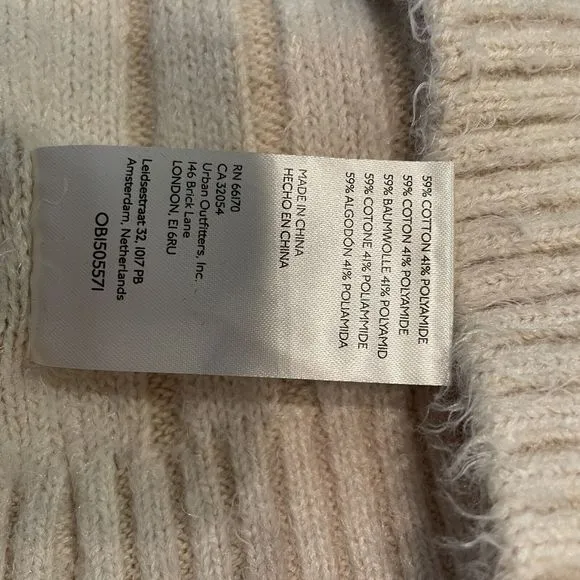 59% COTTON 41% POLYAMIDE
59% COTON 41% POLYAMIDE
59% BAUMWOLLE 41% POLYAMID
59% COTONE 41% POLIAMMIDE
59% ALGODÓN 41% POLIAMIDA
MADE IN CHINA
HECHO EN CHINA
RN 66170
CA 32054
Urban Outfitters, Inc.
146 Brick Lane
LONDON, E1 6RU
Leidsestraat 32, 1017 PB
Amsterdam, Netherlands
OB1505571